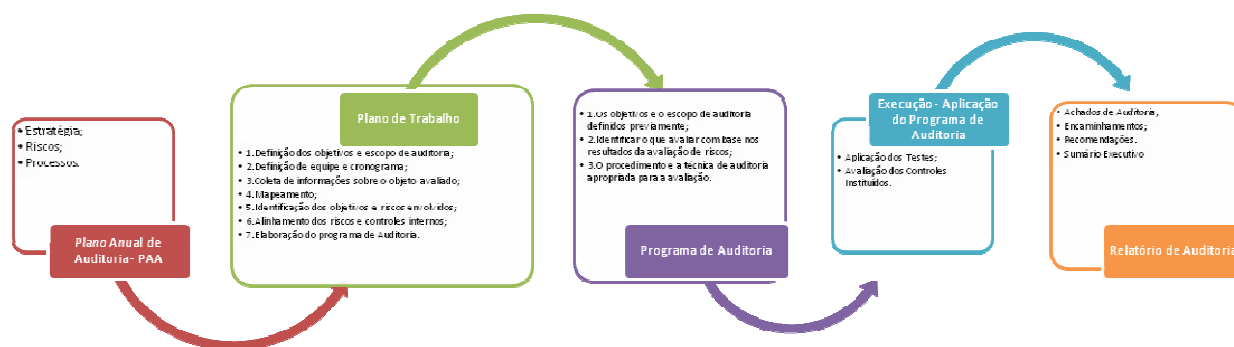 • Estratégia;
• Riscos;
• Processos.
Plano Anual de
Auditoria- PAA
Plano de Trabalho
• 1.Definição dos objetivos e escopo de auditoria;
• 2.Definição de equipe e cronograma;
• 3.Coleta de informações sobre o objeto avaliado;
• 4.Mapeamento;
• 5.Identificação dos objetivos e riscos envolvidos;
• 6.Alinhamento dos riscos e controles internos;
• 7.Elaboração do programa de Auditoria.
• 1.Os objetivos e o escopo de auditoria
definidos previamente;
• 2.Identificar o que avaliar com base nos
resultados da avaliação de riscos;
• 3.O procedimento e a técnica de auditoria
apropriada para a avaliação.
Programa de Auditoria
Execução - Aplicação
do Programa de
Auditoria
• Aplicação dos Testes;
• Avaliação dos Controles
Instituídos.
• Achados de Auditoria;
• Encaminhamentos;
• Recomendações.
• Sumário Executivo
Relatório de Auditoria